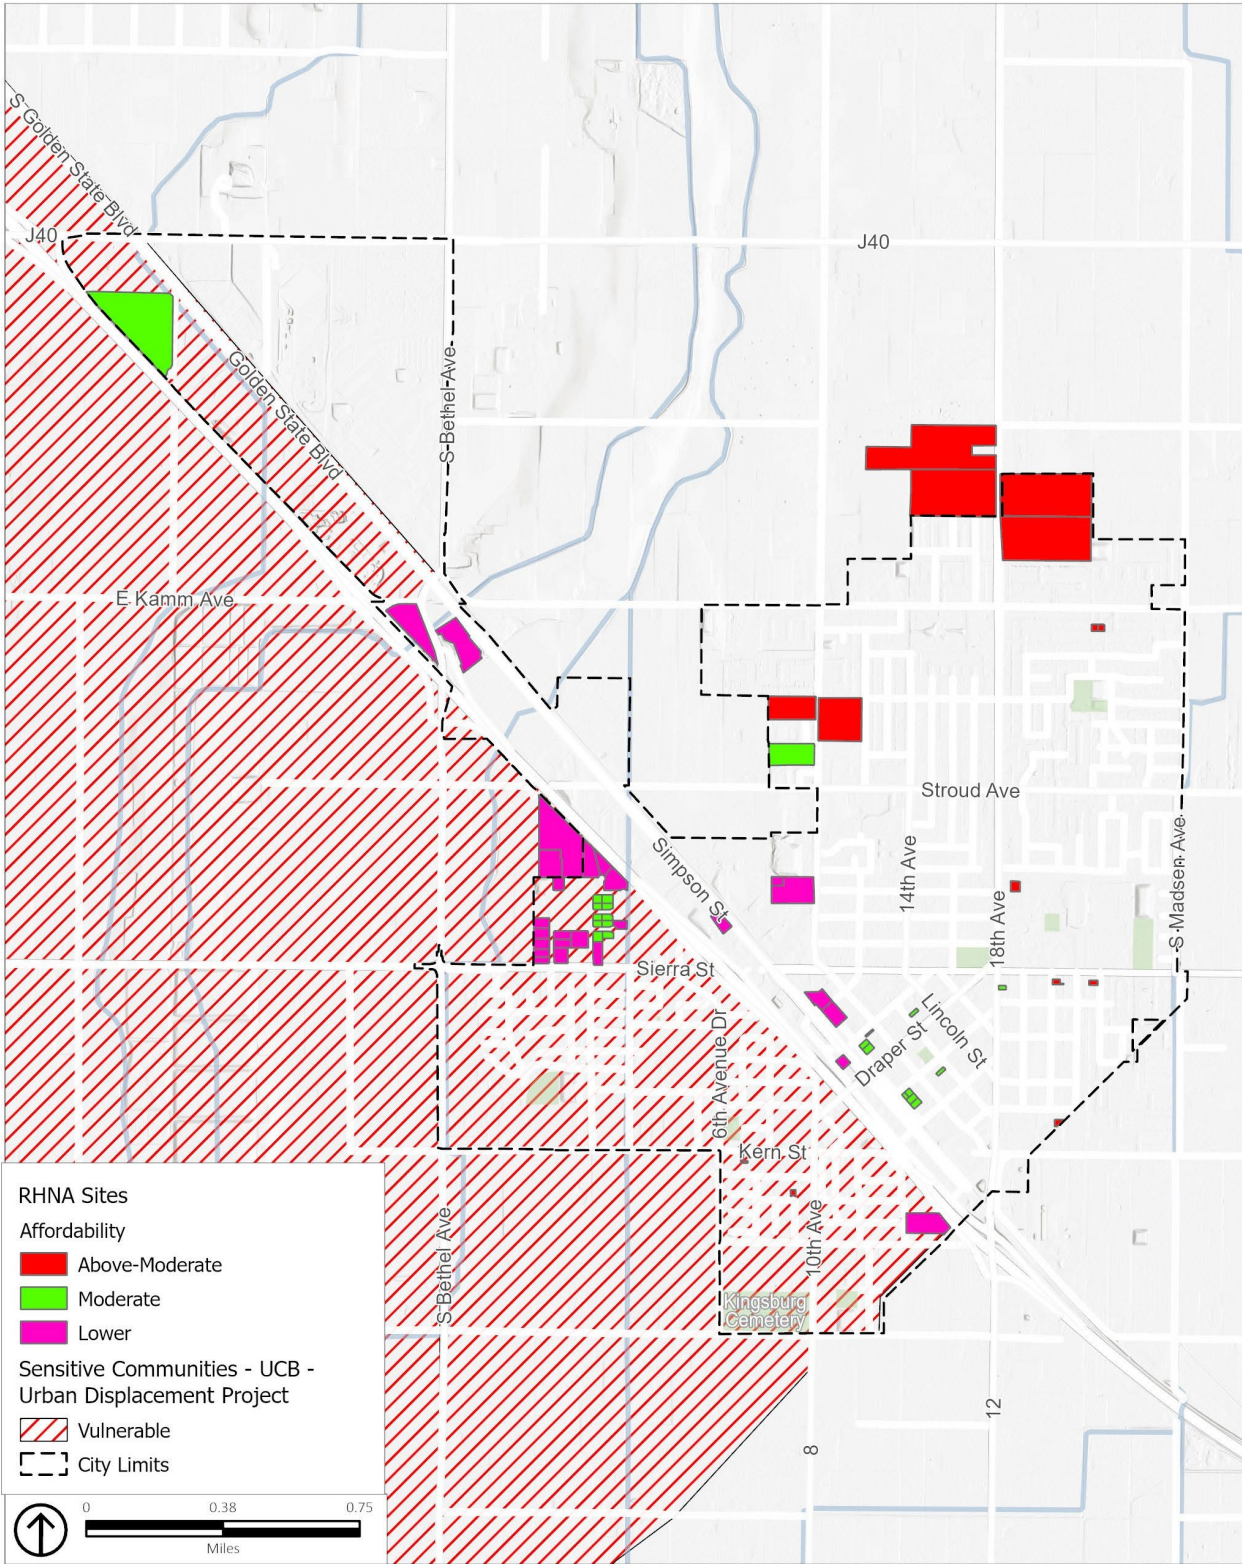 S Golden State Blvd
J40
J40
Golden State Blvd
S Bethel Ave
E Kamm Ave
Stroud Ave
Simpson St
14th Ave
18th Ave
S Madsen Ave
Sierra St
Lincoln St
Draper St
6th Avenue Dr
Kern St
10th Ave
S Bethel Ave
Kingsburg
Cemetery
12
8
RHNA Sites
Affordability
Above-Moderate
Moderate
Lower
Sensitive Communities - UCB -
Urban Displacement Project
Vulnerable
City Limits
0 0.38 0.75
Miles